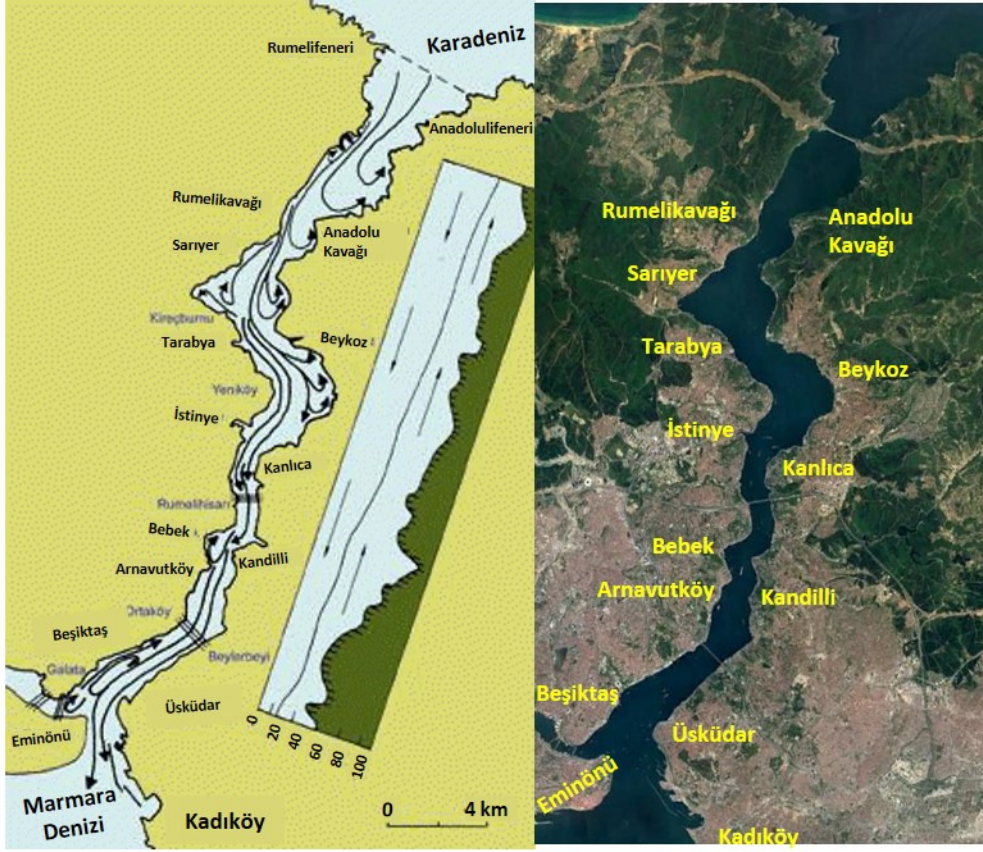 Rumelifeneri
Karadeniz
Anadolulifeneri
Rumelikavağı
Sarıyer
Anadolu
Kavağı
Kireçburnu
Tarabya
Beykoz
Yeniköy
İstinye
Kanlıca
Rumelihisarı
Bebek
Kandilli
Arnavutköy
Ortaköy
Beşiktaş
Galata
Beylerbeyi
Üsküdar
Eminönü
Marmara
Denizi
Kadıköy
0 20 40 60 80 100
0 4 km
Rumelikavağı
Anadolu
Kavağı
Sarıyer
Tarabya
Beykoz
İstinye
Kanlıca
Bebek
Arnavutköy
Kandilli
Beşiktaş
Üsküdar
Eminönü
Kadıköy